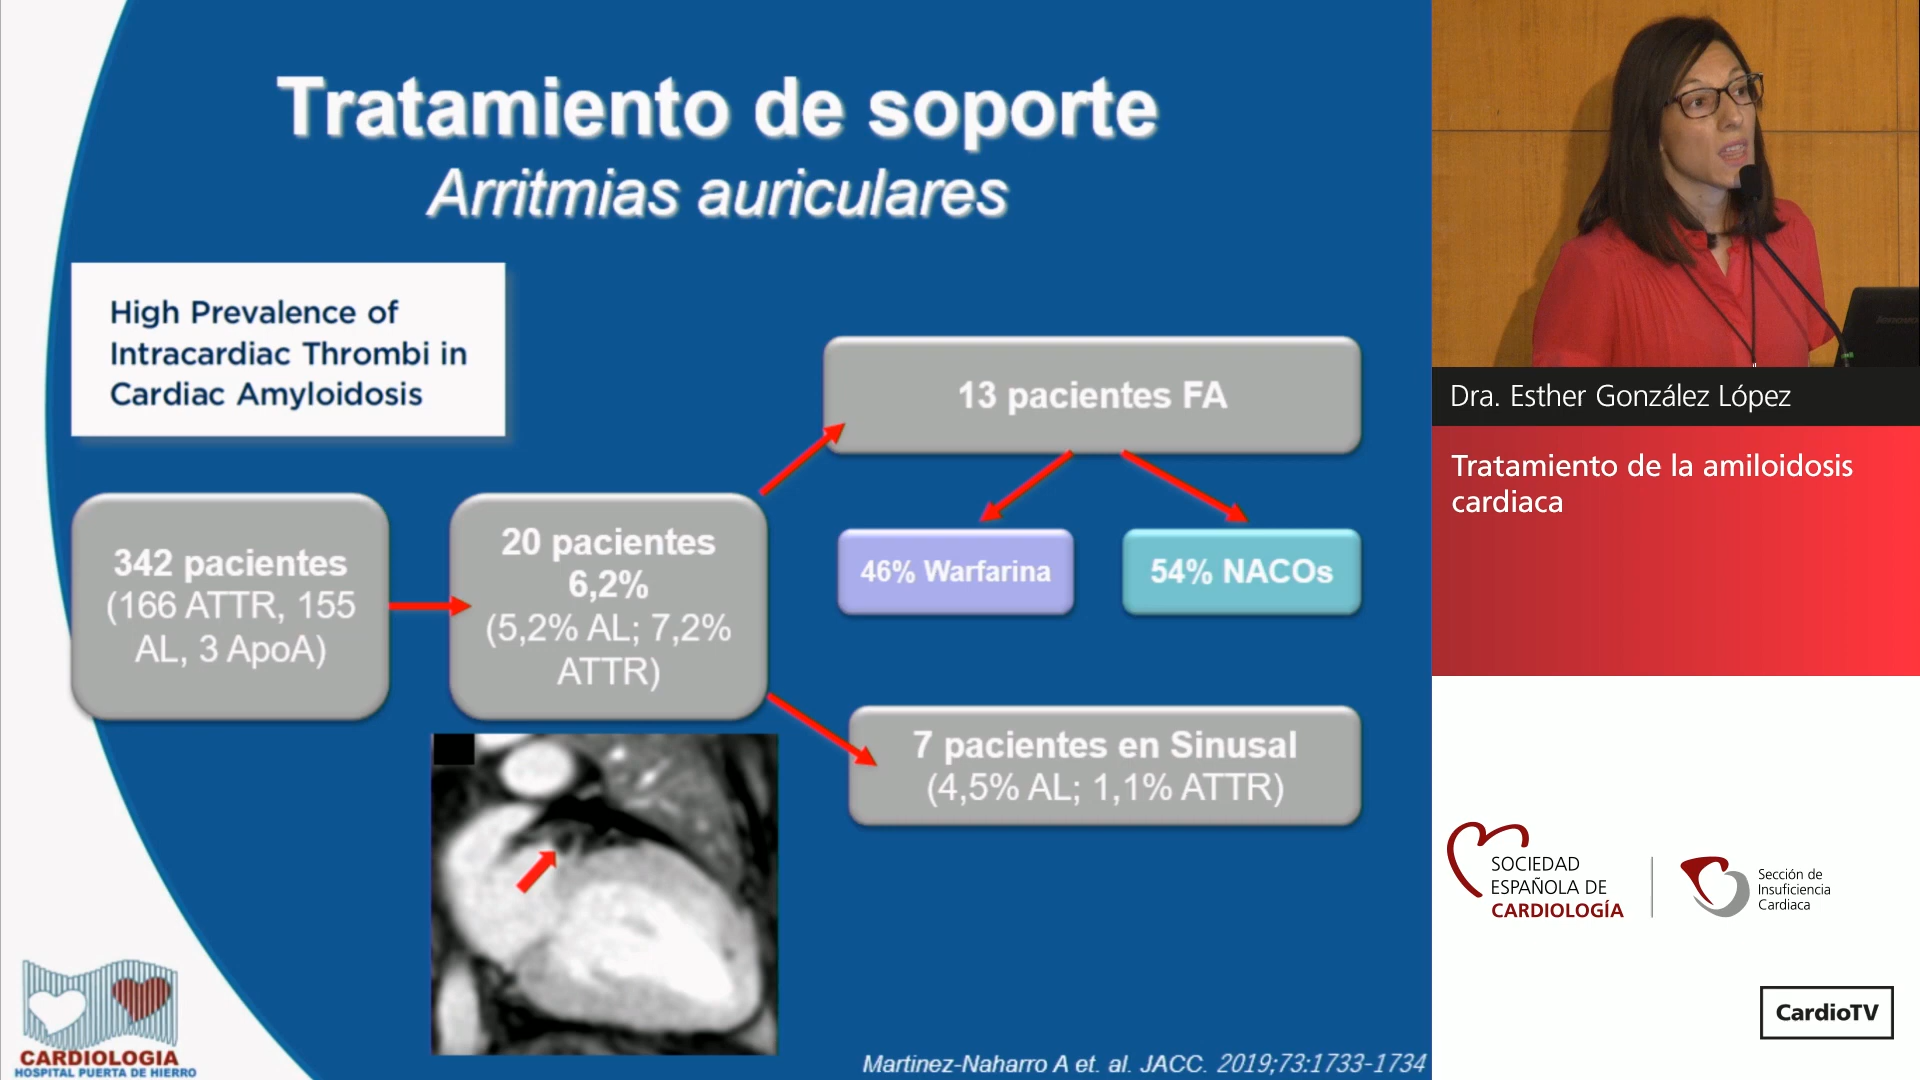 Tratamiento de soporte
Arritmias auriculares
High Prevalence of
Intracardiac Thrombi in
Cardiac Amyloidosis
342 pacientes
(166 ATTR, 155
AL, 3 ApoA)
20 pacientes
6,2%
(5,2% AL; 7,2%
ATTR)
13 pacientes FA
46% Warfarina
54% NACOs
7 pacientes en Sinusal
(4,5% AL; 1,1% ATTR)
CARDIOLOGIA
HOSPITAL PUERTA DE HIERRO
Martinez-Naharro A et. al. JACC. 2019;73:1733-1734
lenovo
Dra. Esther González López
Tratamiento de la amiloidosis
cardiaca
SOCIEDAD
ESPAÑOLA DE
CARDIOLOGÍA
Sección de
Insuficiencia
Cardiaca
CardioTV